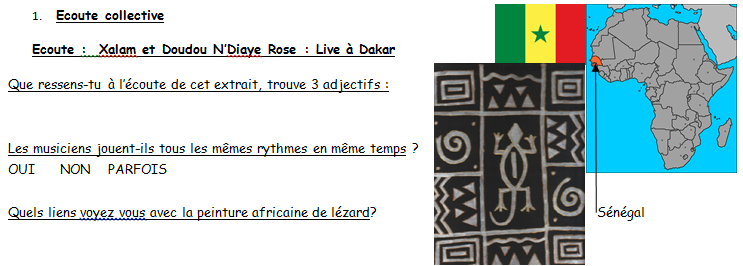 1. Ecoute collective
Ecoute : Xalam et Doudou N'Diaye Rose : Live à Dakar
Que ressens-tu à l'écoute de cet extrait, trouve 3 adjectifs :
Les musiciens jouent-ils tous les mêmes rythmes en même temps ?
OUI NON PARFOIS
Quels liens voyez vous avec la peinture africaine de lézard?
Sénégal